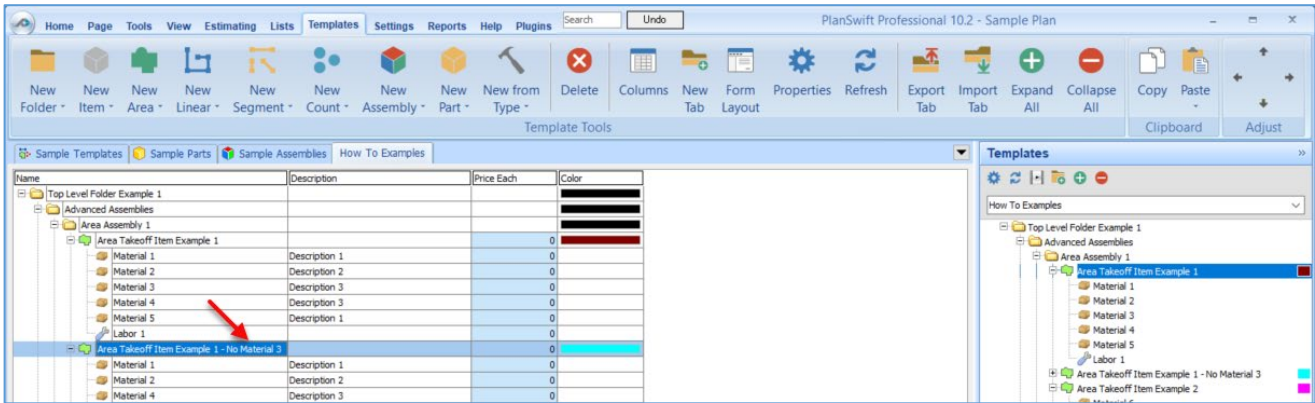 Home Page Tools View Estimating Lists Templates Settings Reports Help Plugins Search Undo PlanSwift Professional 10.2 - Sample Plan
New Folder
New Item
New Area
New Linear
New Segment
New Count
New Assembly
New Part
New from Type
Delete
Columns
New Tab
Form Layout
Properties
Refresh
Export Tab
Import Tab
Expand All
Collapse All
Copy
Paste
Template Tools
Clipboard
Adjust
Sample Templates Sample Parts Sample Assemblies How To Examples
Name Description Price Each Color
Top Level Folder Example 1
Advanced Assemblies
Area Assembly 1
Area Takeoff Item Example 1 0
Material 1 Description 1 0
Material 2 Description 2 0
Material 3 Description 3 0
Material 4 Description 3 0
Material 5 Description 1 0
Labor 1 0
Area Takeoff Item Example 1 - No Material 3 0
Material 1 Description 1 0
Material 2 Description 2 0
Material 4 Description 3 0
Templates
How To Examples
Top Level Folder Example 1
Advanced Assemblies
Area Assembly 1
Area Takeoff Item Example 1
Material 1
Material 2
Material 3
Material 4
Material 5
Labor 1
Area Takeoff Item Example 1 - No Material 3
Area Takeoff Item Example 2